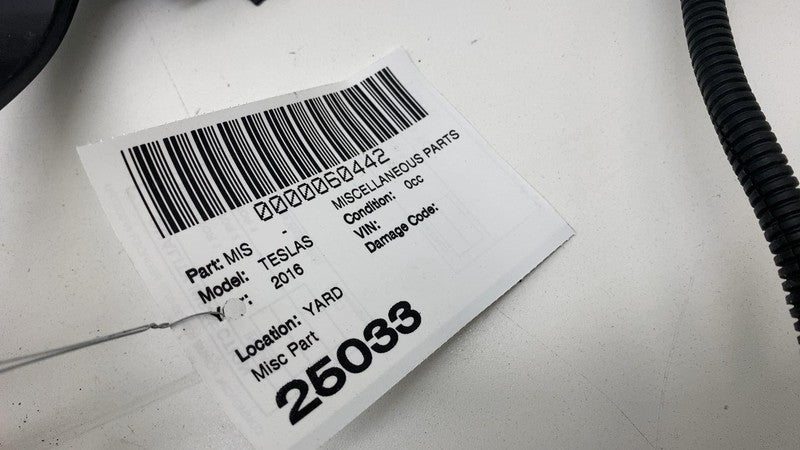 0000060442
Part: MIS - MISCELLANEOUS PARTS
Model: TESLAS Condition: 0cc
: 2016 VIN:
Damage Code:
Location: YARD
Misc Part
25033